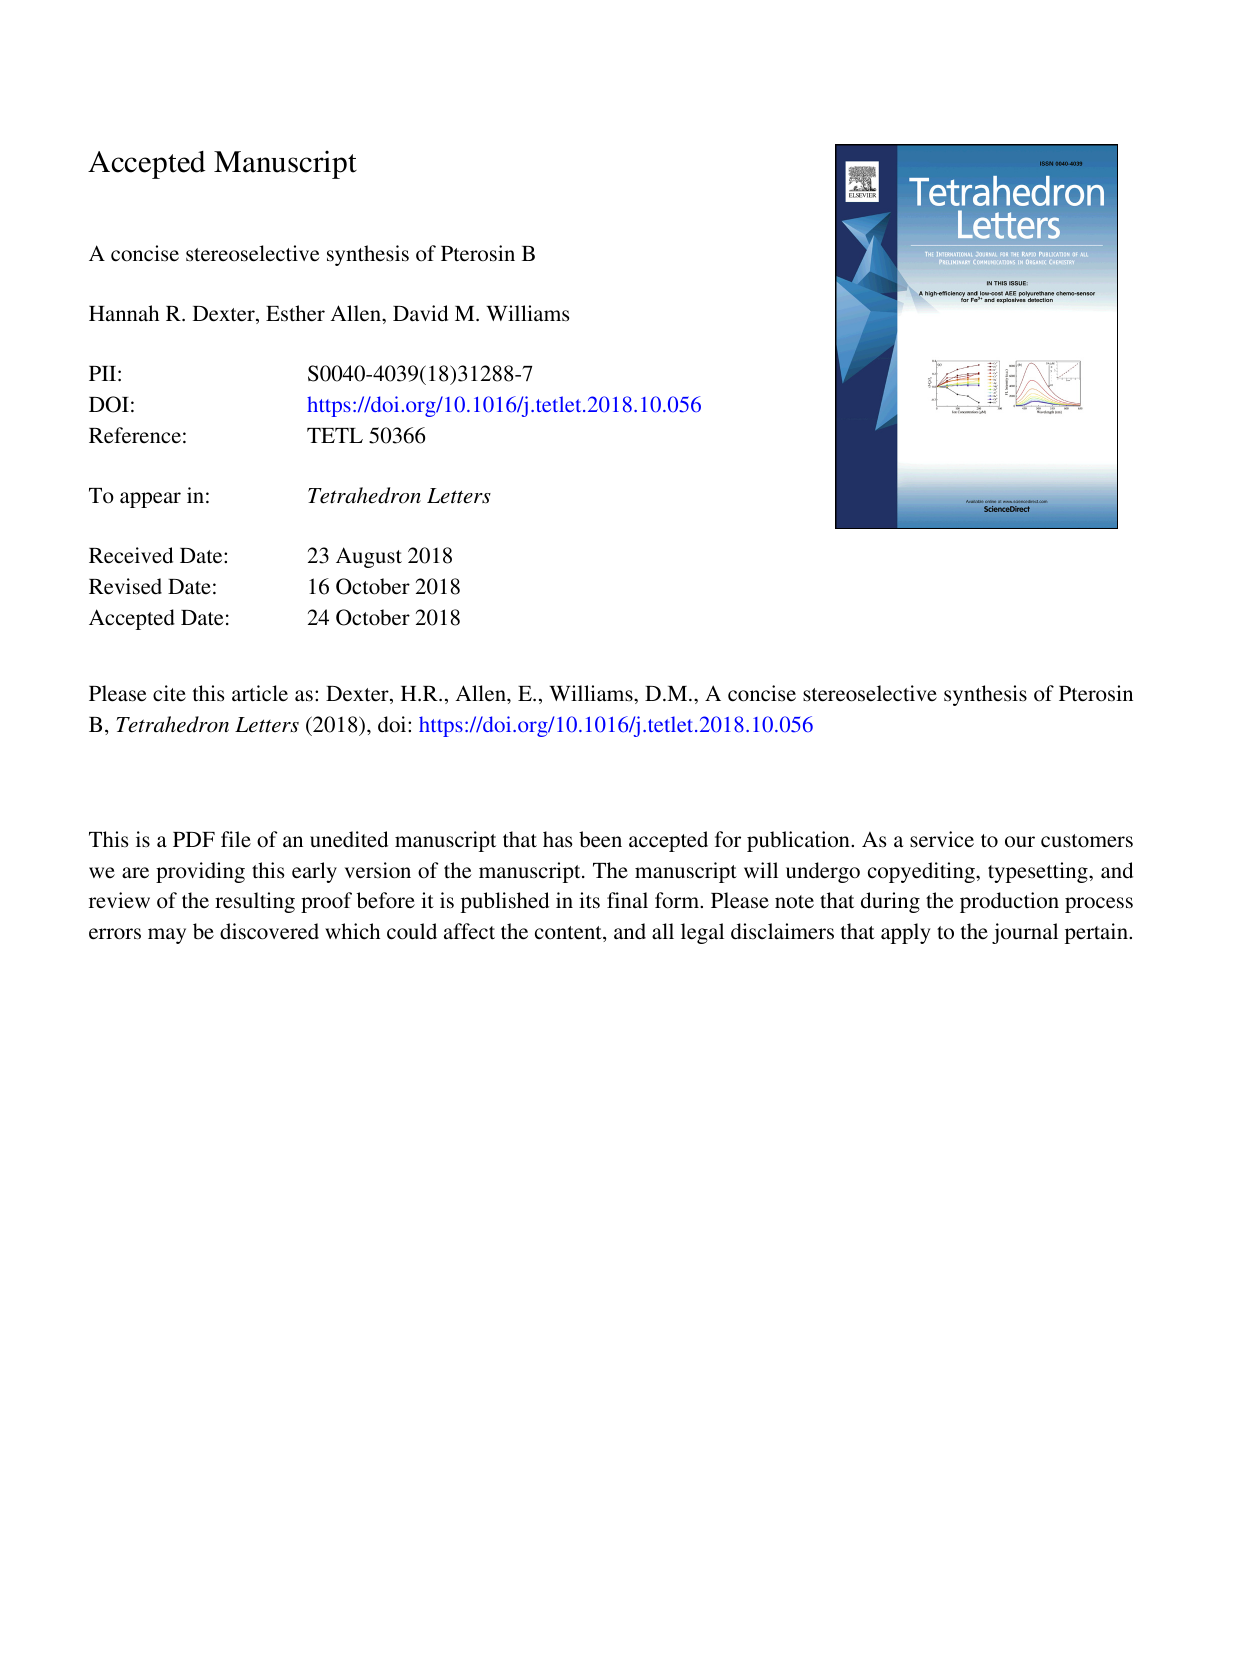 Accepted Manuscript
A concise stereoselective synthesis of Pterosin B
Hannah R. Dexter, Esther Allen, David M. Williams
PII: S0040-4039(18)31288-7
DOI: https://doi.org/10.1016/j.tetlet.2018.10.056
Reference: TETL 50366
To appear in: Tetrahedron Letters
Received Date: 23 August 2018
Revised Date: 16 October 2018
Accepted Date: 24 October 2018
ISSN 0040-4039
ELSEVIER
Tetrahedron
Letters
THE INTERNATIONAL JOURNAL FOR THE RAPID PUBLICATION OF ALL
PRELIMINARY COMMUNICATIONS IN ORGANIC CHEMISTRY
IN THIS ISSUE:
A high-efficiency and low-cost AEE polyurethane chemo-sensor
for Fe³⁺ and explosives detection
Available online at www.sciencedirect.com
ScienceDirect
Please cite this article as: Dexter, H.R., Allen, E., Williams, D.M., A concise stereoselective synthesis of Pterosin
B, Tetrahedron Letters (2018), doi: https://doi.org/10.1016/j.tetlet.2018.10.056
This is a PDF file of an unedited manuscript that has been accepted for publication. As a service to our customers
we are providing this early version of the manuscript. The manuscript will undergo copyediting, typesetting, and
review of the resulting proof before it is published in its final form. Please note that during the production process
errors may be discovered which could affect the content, and all legal disclaimers that apply to the journal pertain.